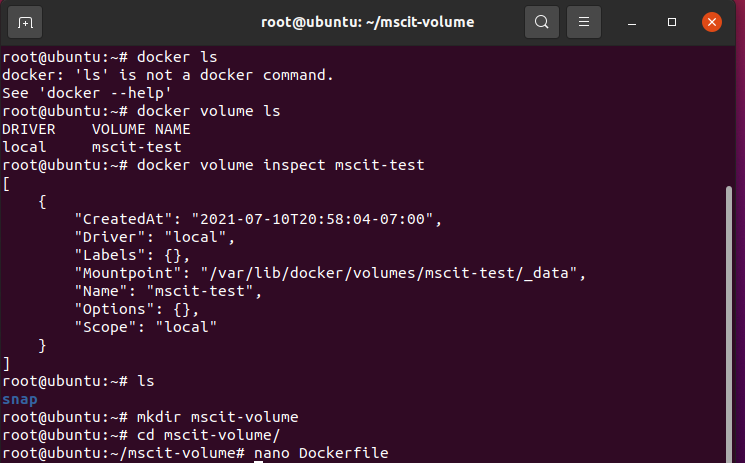 root@ubuntu: ~/mscit-volume
root@ubuntu:~# docker ls
docker: 'ls' is not a docker command.
See 'docker --help'
root@ubuntu:~# docker volume ls
DRIVER    VOLUME NAME
local     mscit-test
root@ubuntu:~# docker volume inspect mscit-test
[
    {
        "CreatedAt": "2021-07-10T20:58:04-07:00",
        "Driver": "local",
        "Labels": {},
        "Mountpoint": "/var/lib/docker/volumes/mscit-test/_data",
        "Name": "mscit-test",
        "Options": {},
        "Scope": "local"
    }
]
root@ubuntu:~# ls
snap
root@ubuntu:~# mkdir mscit-volume
root@ubuntu:~# cd mscit-volume/
root@ubuntu:~/mscit-volume# nano Dockerfile